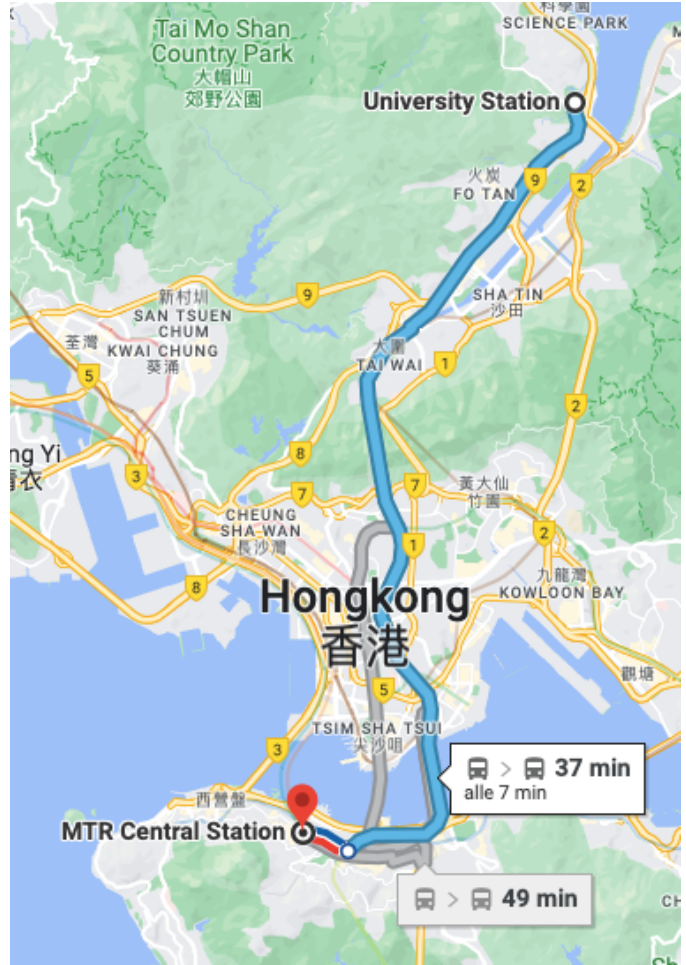 科學園
SCIENCE PARK
Tai Mo Shan
Country Park
大帽山
郊野公園
University Station
火炭
FO TAN
9
2
9
新村圳
SAN TSUEN
CHUM
SHA TIN
沙田
荃灣
KWAI CHUNG
葵涌
大圍
TAI WAI
1
5
2
ng Yi
青衣
8
3
7
7
黃大仙
竹園
CHEUNG
SHA WAN
長沙灣
1
2
8
九龍灣
KOWLOON BAY
Hongkong
香港
觀塘
5
TSIM SHA TSUI
尖沙咀
3
37 min
alle 7 min
西營盤
MTR Central Station
49 min
CH